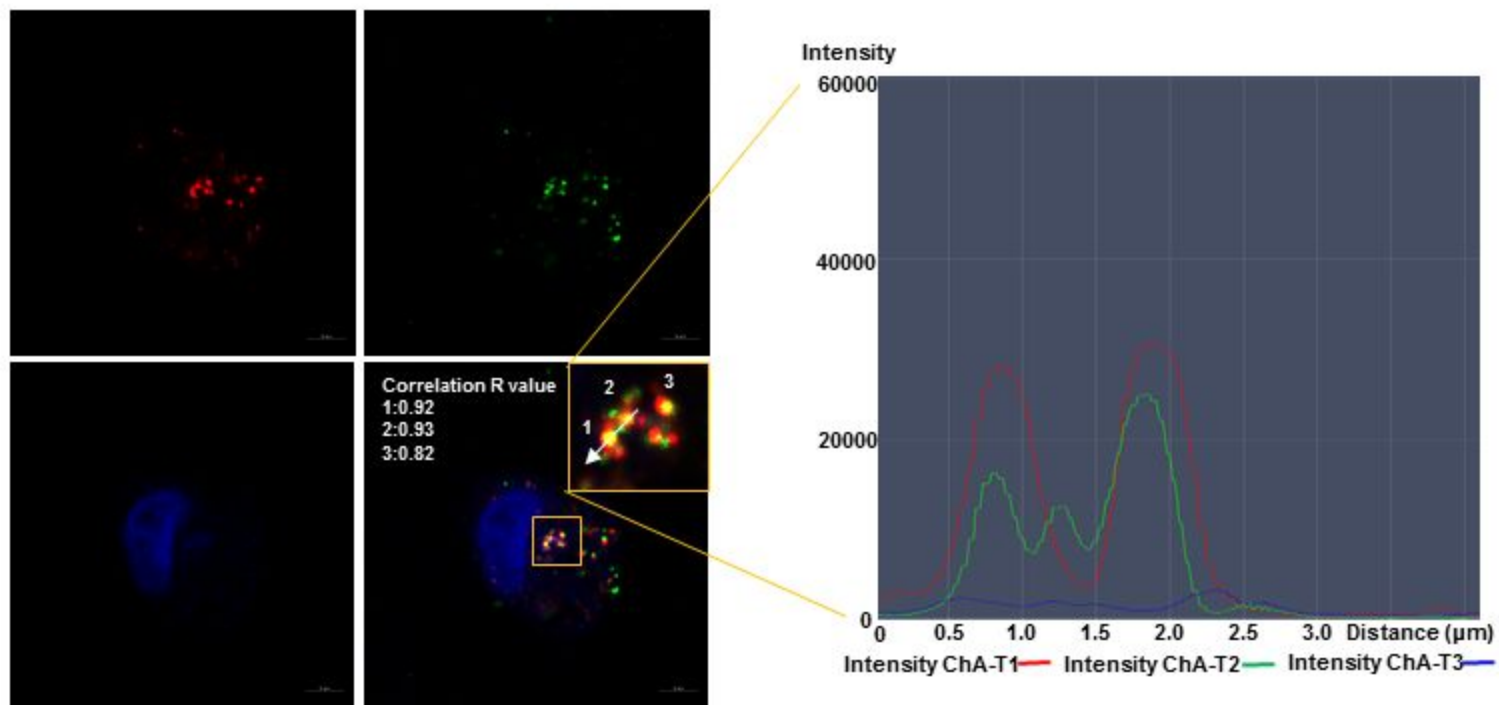 Correlation R value
1:0.92
2:0.93
3:0.82
1
2
3
Intensity
60000
40000
20000
0
0 0.5 1.0 1.5 2.0 2.5 3.0 Distance (µm)
Intensity ChA-T1 Intensity ChA-T2 Intensity ChA-T3